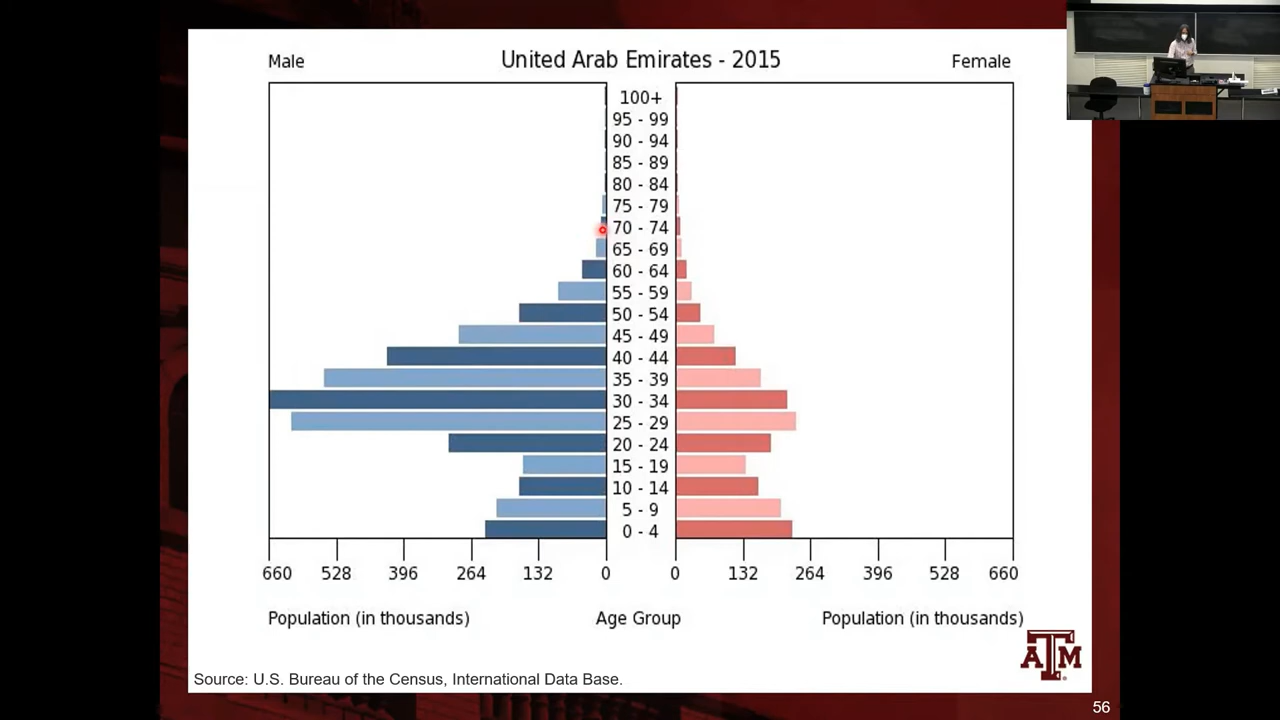 Male
United Arab Emirates - 2015
Female
100+
95 - 99
90 - 94
85 - 89
80 - 84
75 - 79
70 - 74
65 - 69
60 - 64
55 - 59
50 - 54
45 - 49
40 - 44
35 - 39
30 - 34
25 - 29
20 - 24
15 - 19
10 - 14
5 - 9
0 - 4
660 528 396 264 132 0 0 132 264 396 528 660
Population (in thousands) Age Group Population (in thousands)
ATM
Source: U.S. Bureau of the Census, International Data Base.
56